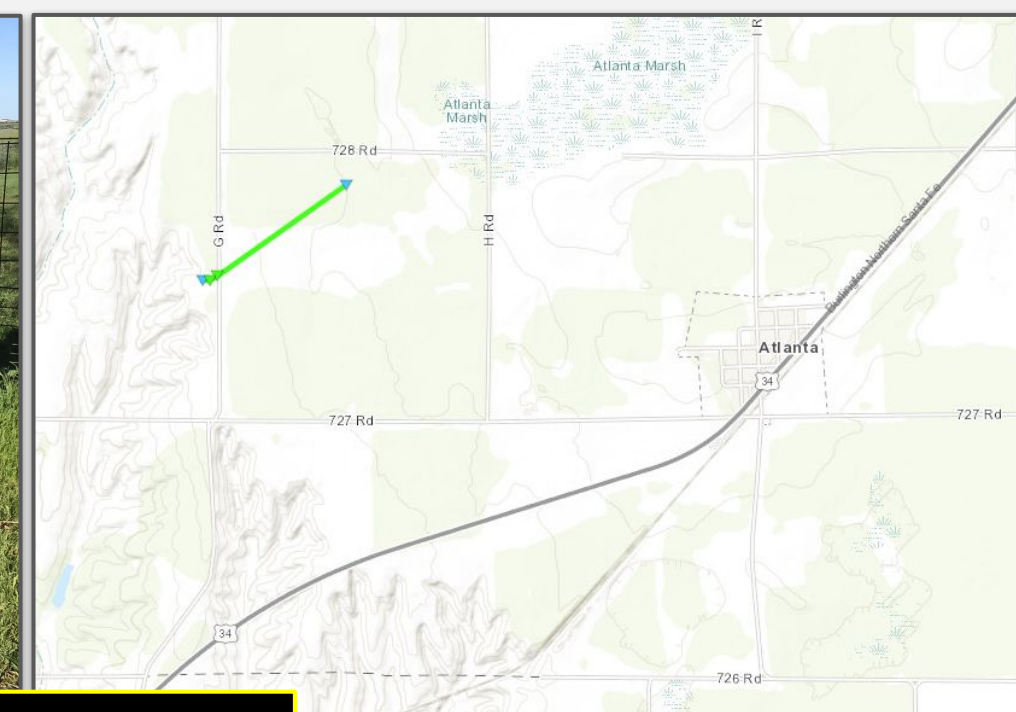 I R
Atlanta Marsh
Atlanta
Marsh
728 Rd
G Rd
H Rd
Burlington Northern Santa Fe
Atlanta
34
727 Rd
727 Rd
34
726 Rd